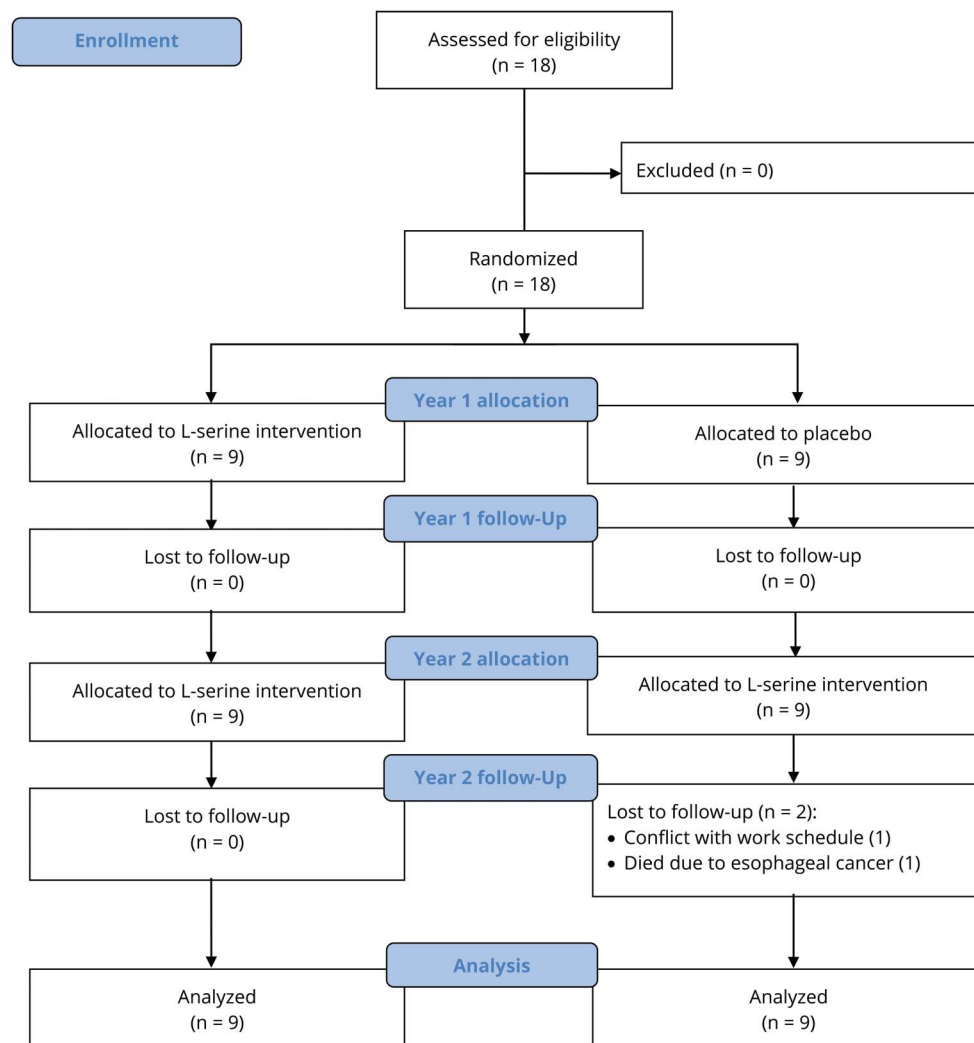 Enrollment
Assessed for eligibility
(n = 18)
Excluded (n = 0)
Randomized
(n = 18)
Year 1 allocation
Allocated to L-serine intervention
(n = 9)
Allocated to placebo
(n = 9)
Year 1 follow-Up
Lost to follow-up
(n = 0)
Lost to follow-up
(n = 0)
Year 2 allocation
Allocated to L-serine intervention
(n = 9)
Allocated to L-serine intervention
(n = 9)
Year 2 follow-Up
Lost to follow-up
(n = 0)
Lost to follow-up (n = 2):
• Conflict with work schedule (1)
• Died due to esophageal cancer (1)
Analysis
Analyzed
(n = 9)
Analyzed
(n = 9)